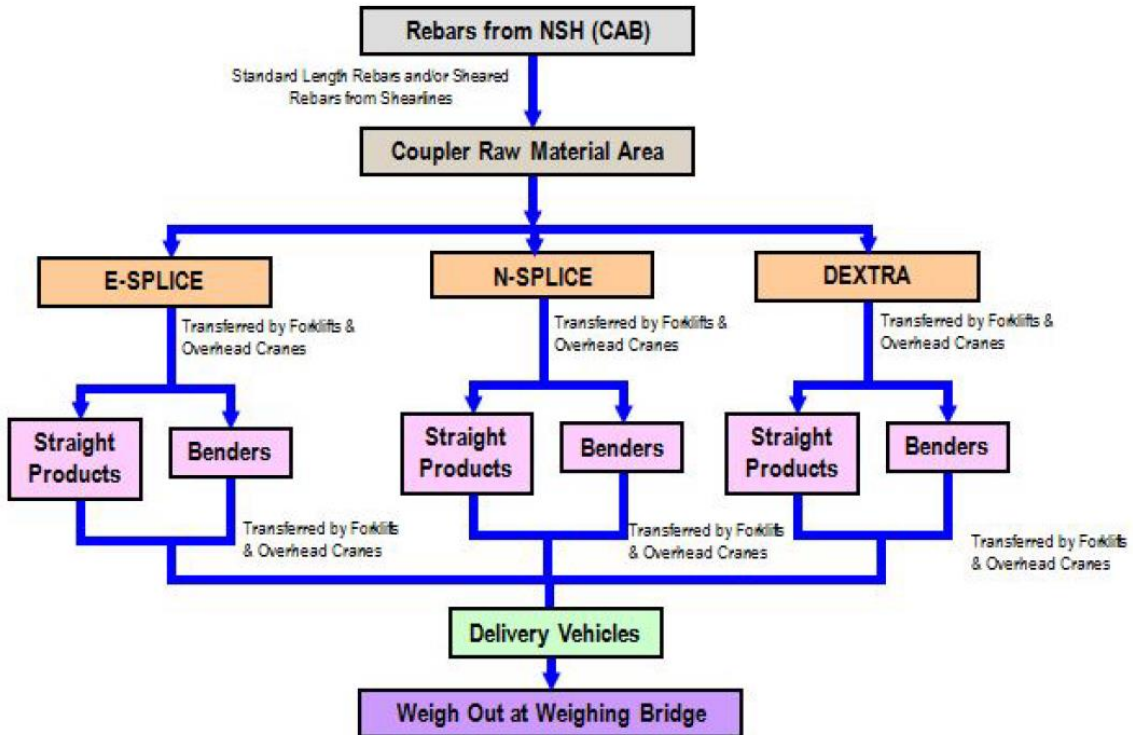 Rebars from NSH (CAB)
Standard Length Rebars and/or Sheared
Rebars from Shearlines
Coupler Raw Material Area
E-SPLICE
N-SPLICE
DEXTRA
Transferred by Forklifts &
Overhead Cranes
Transferred by Forklifts &
Overhead Cranes
Transferred by Forklifts &
Overhead Cranes
Straight
Products
Benders
Straight
Products
Benders
Straight
Products
Benders
Transferred by Forklifts
& Overhead Cranes
Transferred by Forklifts
& Overhead Cranes
Transferred by Forklifts
& Overhead Cranes
Delivery Vehicles
Weigh Out at Weighing Bridge